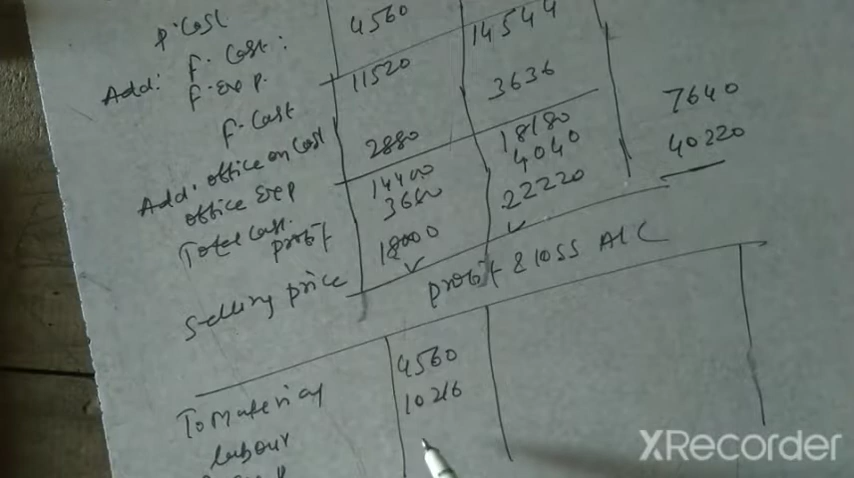 P. Cost 4560
14544
Add: f. Cost:
f. Exp. 11520 3636
f. Cost
Add: office on Cost 2880 18180 7640
office Exp 14400 4040 40220
Total Cost. 3600 22220
profit
Selling price 18000
profit & loss A/C
To Material 4560
labour 10216
XRecorder